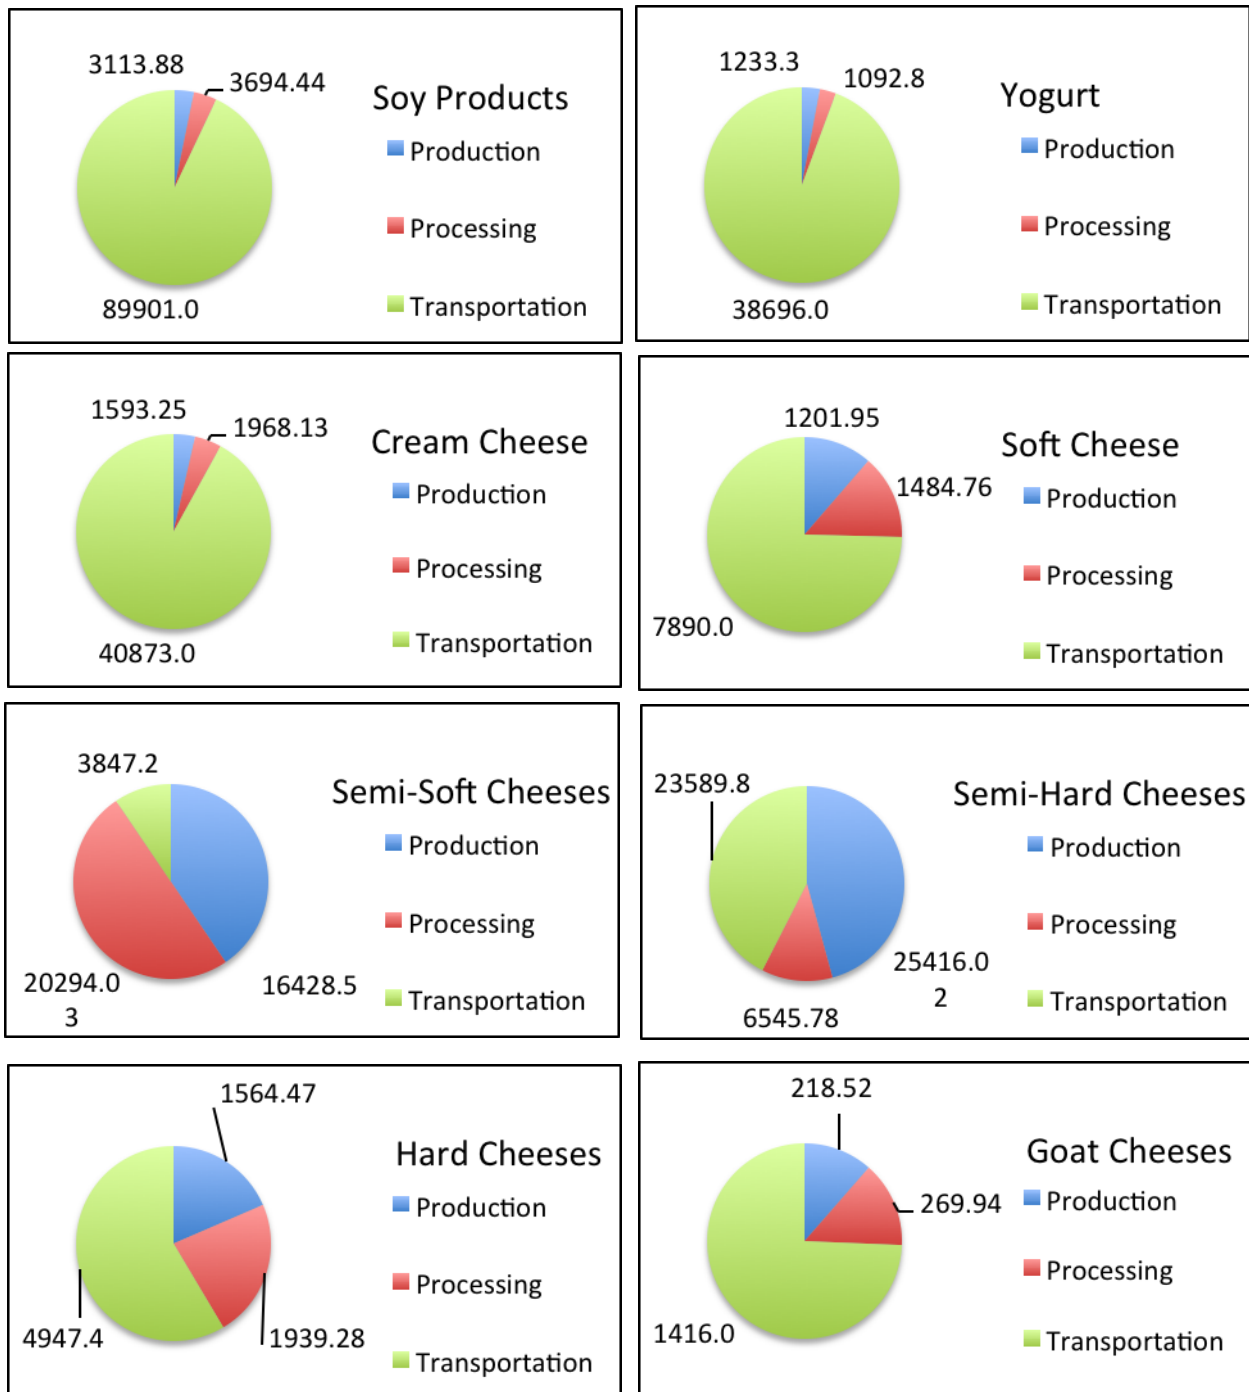 3113.88
3694.44
Soy Products
Production
Processing
Transportation
89901.0
1233.3
1092.8
Yogurt
Production
Processing
Transportation
38696.0
1593.25
1968.13
Cream Cheese
Production
Processing
Transportation
40873.0
1201.95
1484.76
Soft Cheese
Production
Processing
Transportation
7890.0
3847.2
Semi-Soft Cheeses
Production
Processing
Transportation
20294.0
3
16428.5
23589.8
Semi-Hard Cheeses
Production
Processing
Transportation
25416.0
2
6545.78
1564.47
Hard Cheeses
Production
Processing
Transportation
4947.4
1939.28
218.52
269.94
Goat Cheeses
Production
Processing
Transportation
1416.0